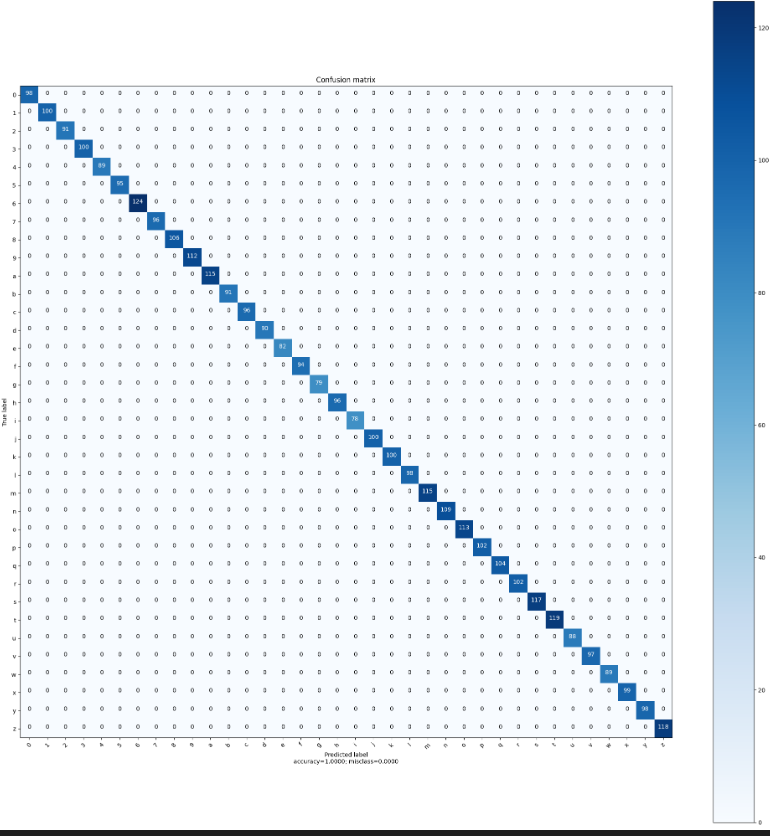 Confusion matrix
0 98 0 0 0 0 0 0 0 0 0 0 0 0 0 0 0 0 0 0 0 0 0 0 0 0 0 0 0 0 0 0 0 0 0 0 0
1 0 100 0 0 0 0 0 0 0 0 0 0 0 0 0 0 0 0 0 0 0 0 0 0 0 0 0 0 0 0 0 0 0 0 0 0
2 0 0 91 0 0 0 0 0 0 0 0 0 0 0 0 0 0 0 0 0 0 0 0 0 0 0 0 0 0 0 0 0 0 0 0 0
3 0 0 0 100 0 0 0 0 0 0 0 0 0 0 0 0 0 0 0 0 0 0 0 0 0 0 0 0 0 0 0 0 0 0 0 0
4 0 0 0 0 89 0 0 0 0 0 0 0 0 0 0 0 0 0 0 0 0 0 0 0 0 0 0 0 0 0 0 0 0 0 0 0
5 0 0 0 0 0 95 0 0 0 0 0 0 0 0 0 0 0 0 0 0 0 0 0 0 0 0 0 0 0 0 0 0 0 0 0 0
6 0 0 0 0 0 0 124 0 0 0 0 0 0 0 0 0 0 0 0 0 0 0 0 0 0 0 0 0 0 0 0 0 0 0 0 0
7 0 0 0 0 0 0 0 96 0 0 0 0 0 0 0 0 0 0 0 0 0 0 0 0 0 0 0 0 0 0 0 0 0 0 0 0
8 0 0 0 0 0 0 0 0 106 0 0 0 0 0 0 0 0 0 0 0 0 0 0 0 0 0 0 0 0 0 0 0 0 0 0 0
9 0 0 0 0 0 0 0 0 0 112 0 0 0 0 0 0 0 0 0 0 0 0 0 0 0 0 0 0 0 0 0 0 0 0 0 0
a 0 0 0 0 0 0 0 0 0 0 115 0 0 0 0 0 0 0 0 0 0 0 0 0 0 0 0 0 0 0 0 0 0 0 0 0
b 0 0 0 0 0 0 0 0 0 0 0 91 0 0 0 0 0 0 0 0 0 0 0 0 0 0 0 0 0 0 0 0 0 0 0 0
c 0 0 0 0 0 0 0 0 0 0 0 0 96 0 0 0 0 0 0 0 0 0 0 0 0 0 0 0 0 0 0 0 0 0 0 0
d 0 0 0 0 0 0 0 0 0 0 0 0 0 90 0 0 0 0 0 0 0 0 0 0 0 0 0 0 0 0 0 0 0 0 0 0
e 0 0 0 0 0 0 0 0 0 0 0 0 0 0 82 0 0 0 0 0 0 0 0 0 0 0 0 0 0 0 0 0 0 0 0 0
f 0 0 0 0 0 0 0 0 0 0 0 0 0 0 0 94 0 0 0 0 0 0 0 0 0 0 0 0 0 0 0 0 0 0 0 0
g 0 0 0 0 0 0 0 0 0 0 0 0 0 0 0 0 79 0 0 0 0 0 0 0 0 0 0 0 0 0 0 0 0 0 0 0
h 0 0 0 0 0 0 0 0 0 0 0 0 0 0 0 0 0 96 0 0 0 0 0 0 0 0 0 0 0 0 0 0 0 0 0 0
True label
i 0 0 0 0 0 0 0 0 0 0 0 0 0 0 0 0 0 0 78 0 0 0 0 0 0 0 0 0 0 0 0 0 0 0 0 0
j 0 0 0 0 0 0 0 0 0 0 0 0 0 0 0 0 0 0 0 100 0 0 0 0 0 0 0 0 0 0 0 0 0 0 0 0
k 0 0 0 0 0 0 0 0 0 0 0 0 0 0 0 0 0 0 0 0 100 0 0 0 0 0 0 0 0 0 0 0 0 0 0 0
l 0 0 0 0 0 0 0 0 0 0 0 0 0 0 0 0 0 0 0 0 0 0 0 0 0 0 0 0 0 0 0 0 0 0 0
m 0 0 0 0 0 0 0 0 0 0 0 0 0 0 0 0 0 0 0 0 0 0 115 0 0 0 0 0 0 0 0 0 0 0 0 0
n 0 0 0 0 0 0 0 0 0 0 0 0 0 0 0 0 0 0 0 0 0 0 0 109 0 0 0 0 0 0 0 0 0 0 0 0
o 0 0 0 0 0 0 0 0 0 0 0 0 0 0 0 0 0 0 0 0 0 0 0 0 113 0 0 0 0 0 0 0 0 0 0 0
p 0 0 0 0 0 0 0 0 0 0 0 0 0 0 0 0 0 0 0 0 0 0 0 0 0 102 0 0 0 0 0 0 0 0 0 0
q 0 0 0 0 0 0 0 0 0 0 0 0 0 0 0 0 0 0 0 0 0 0 0 0 0 0 104 0 0 0 0 0 0 0 0 0
r 0 0 0 0 0 0 0 0 0 0 0 0 0 0 0 0 0 0 0 0 0 0 0 0 0 0 0 102 0 0 0 0 0 0 0 0
s 0 0 0 0 0 0 0 0 0 0 0 0 0 0 0 0 0 0 0 0 0 0 0 0 0 0 0 0 117 0 0 0 0 0 0 0
t 0 0 0 0 0 0 0 0 0 0 0 0 0 0 0 0 0 0 0 0 0 0 0 0 0 0 0 0 0 119 0 0 0 0 0 0
u 0 0 0 0 0 0 0 0 0 0 0 0 0 0 0 0 0 0 0 0 0 0 0 0 0 0 0 0 0 0 88 0 0 0 0 0
v 0 0 0 0 0 0 0 0 0 0 0 0 0 0 0 0 0 0 0 0 0 0 0 0 0 0 0 0 0 0 0 97 0 0 0 0
w 0 0 0 0 0 0 0 0 0 0 0 0 0 0 0 0 0 0 0 0 0 0 0 0 0 0 0 0 0 0 0 0 89 0 0 0
x 0 0 0 0 0 0 0 0 0 0 0 0 0 0 0 0 0 0 0 0 0 0 0 0 0 0 0 0 0 0 0 0 0 99 0 0
y 0 0 0 0 0 0 0 0 0 0 0 0 0 0 0 0 0 0 0 0 0 0 0 0 0 0 0 0 0 0 0 0 0 0 98 0
z 0 0 0 0 0 0 0 0 0 0 0 0 0 0 0 0 0 0 0 0 0 0 0 0 0 0 0 0 0 0 0 0 0 0 0 118
0 1 2 3 4 5 6 7 8 9 a b c d e f g h i j k l m n o p q r s t u v w x y z
Predicted label
accuracy=1.0000; misclass=0.0000
120
100
80
60
40
20
0